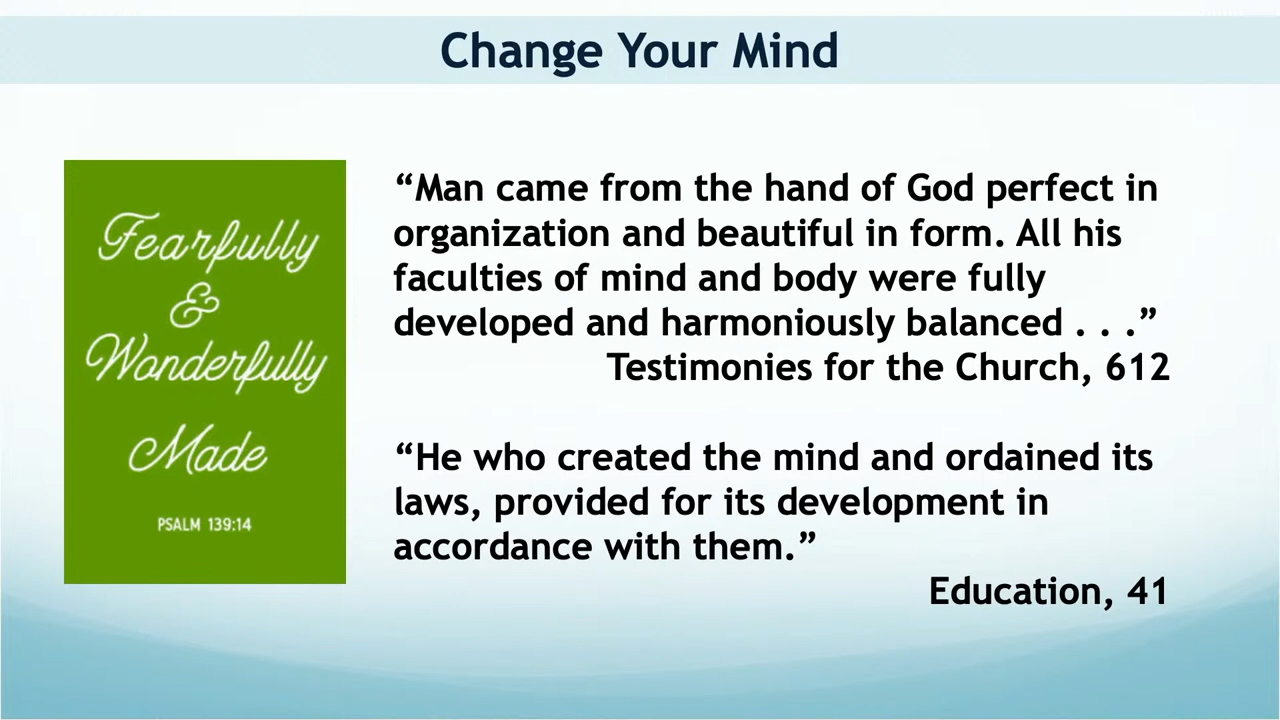 Change Your Mind
Fearfully
&
Wonderfully
Made
PSALM 139:14
“Man came from the hand of God perfect in
organization and beautiful in form. All his
faculties of mind and body were fully
developed and harmoniously balanced . . .”
Testimonies for the Church, 612
“He who created the mind and ordained its
laws, provided for its development in
accordance with them.”
Education, 41